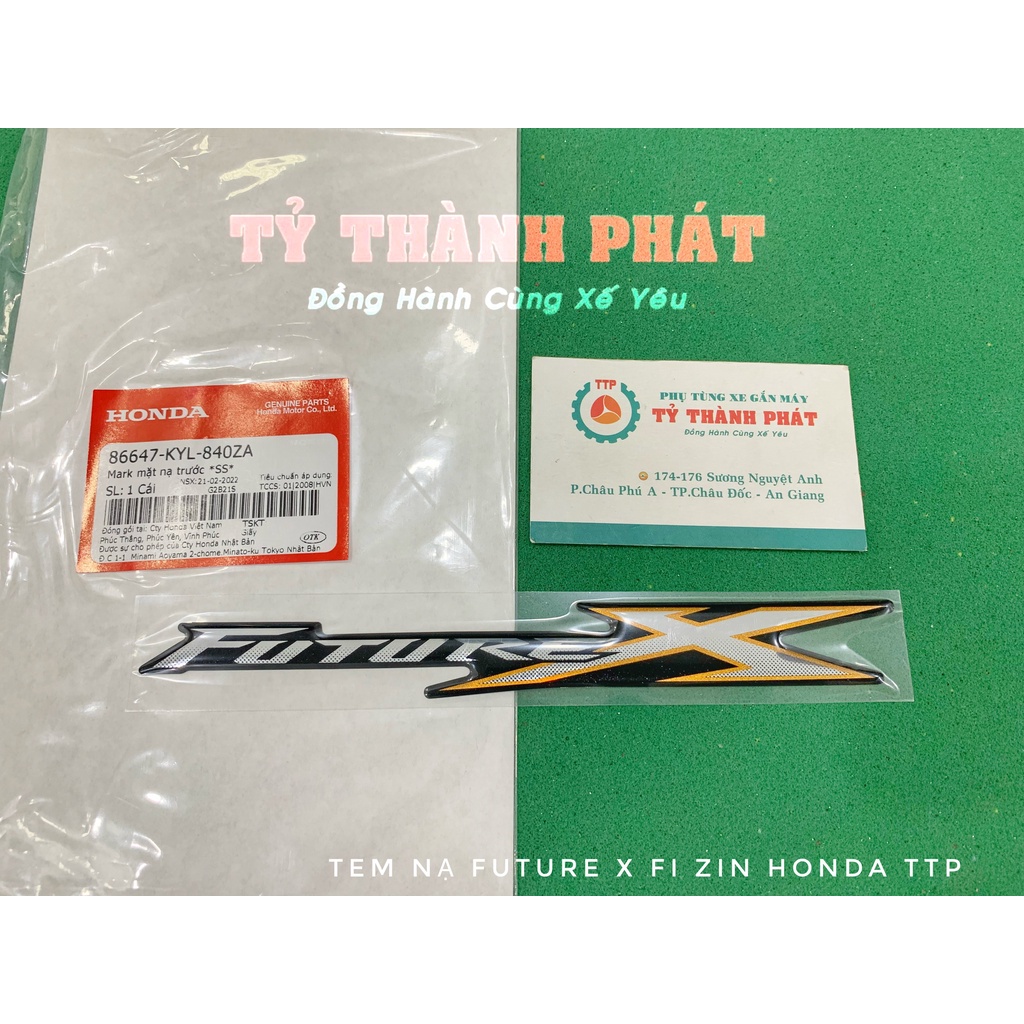 TỶ THÀNH PHÁT
Đồng Hành Cùng Xế Yêu
HONDA
GENUINE PARTS
Honda Motor Co., Ltd.
86647-KYL-840ZA
Mark mặt nạ trước *SS*
SL: 1 Cái
NSX: 21-02-2022
G2B21S
Tiêu chuẩn áp dụng
TCCS: 01|2008|HVN
Đóng gói tại: Cty Honda Việt Nam
TSKT
Phúc Thắng, Phúc Yên, Vĩnh Phúc
Giấy
Được sự cho phép của Cty Honda Nhật Bản
Đ.C 1-1. Minami Aoyama 2-chome.Minato-ku Tokyo Nhật Bản
OTK
TTP
PHỤ TÙNG XE GẮN MÁY
TỶ THÀNH PHÁT
Đồng Hành Cùng Xế Yêu
174-176 Sương Nguyệt Anh
P.Châu Phú A - TP.Châu Đốc - An Giang
FUTURE X
TEM NẠ FUTURE X FI ZIN HONDA TTP